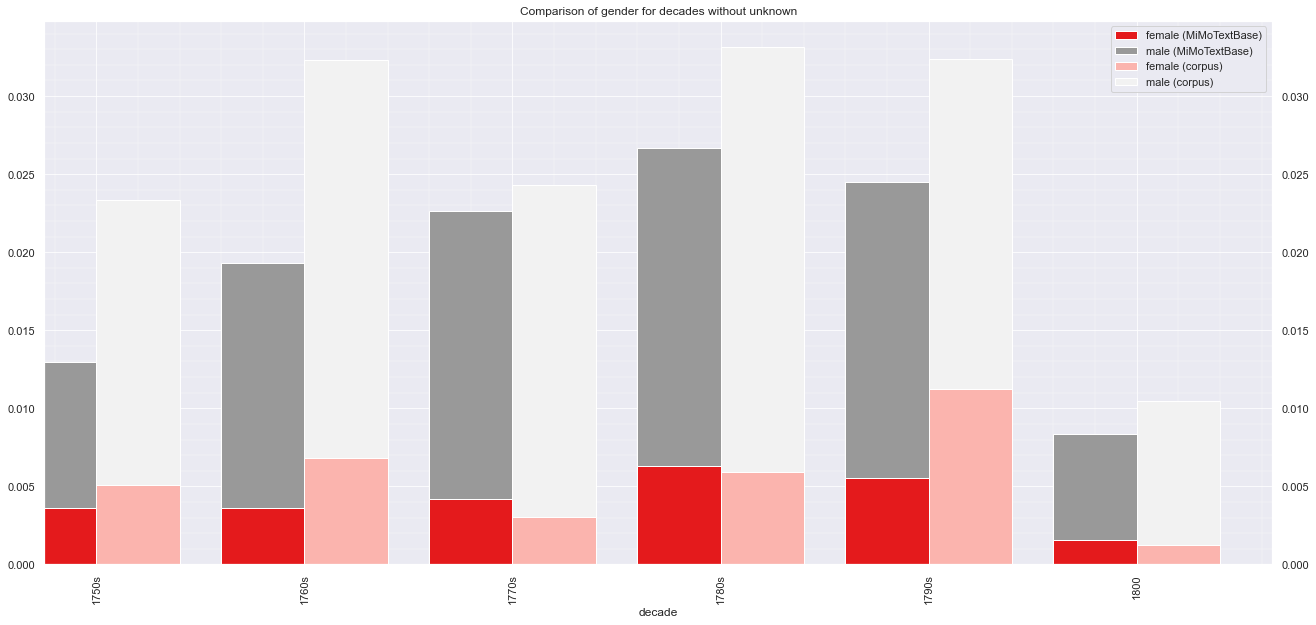 Comparison of gender for decades without unknown
female (MiMoTextBase)
male (MiMoTextBase)
female (corpus)
male (corpus)
0.030 0.030
0.025 0.025
0.020 0.020
0.015 0.015
0.010 0.010
0.005 0.005
0.000 0.000
1750s 1760s 1770s 1780s 1790s 1800
decade